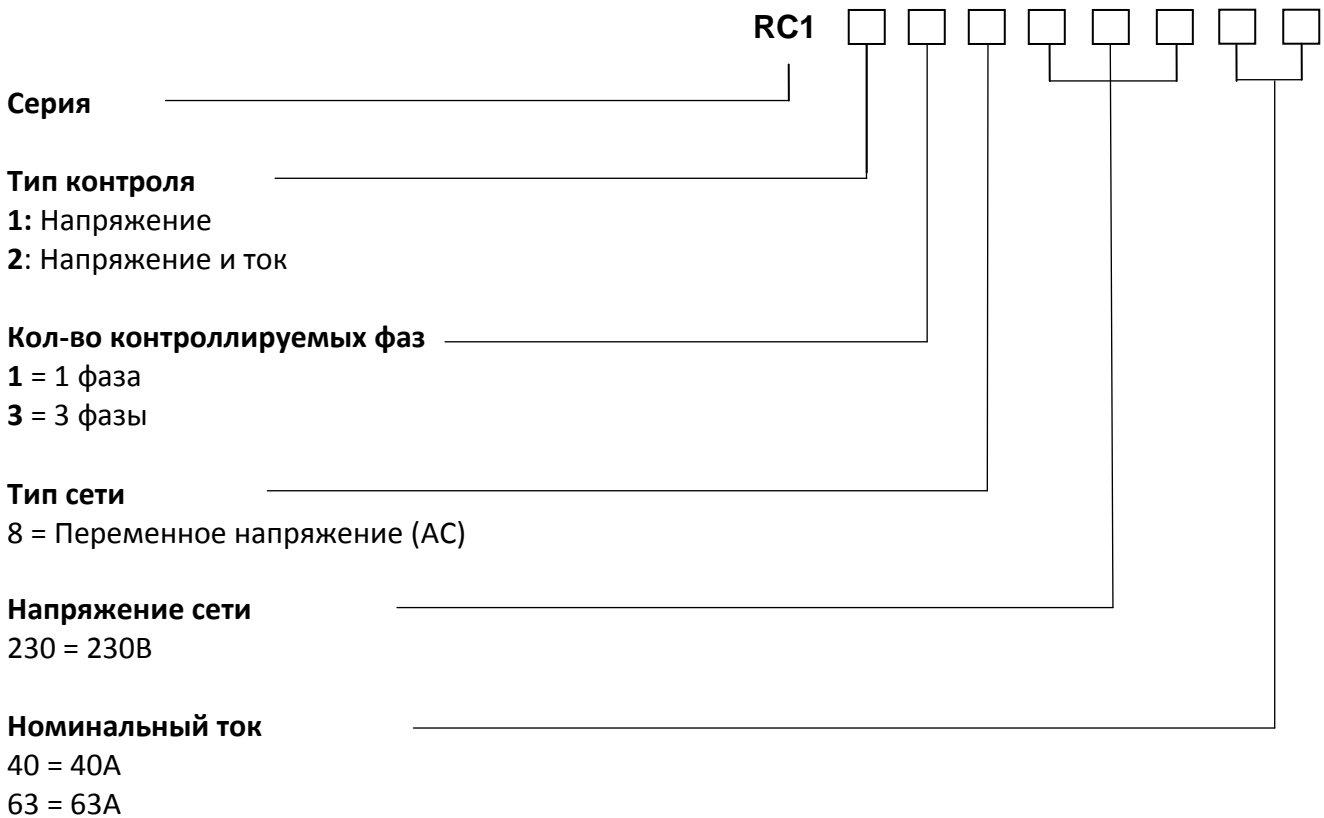 RC1
Серия
Тип контроля
1: Напряжение
2: Напряжение и ток
Кол-во контроллируемых фаз
1 = 1 фаза
3 = 3 фазы
Тип сети
8 = Переменное напряжение (AC)
Напряжение сети
230 = 230В
Номинальный ток
40 = 40А
63 = 63А